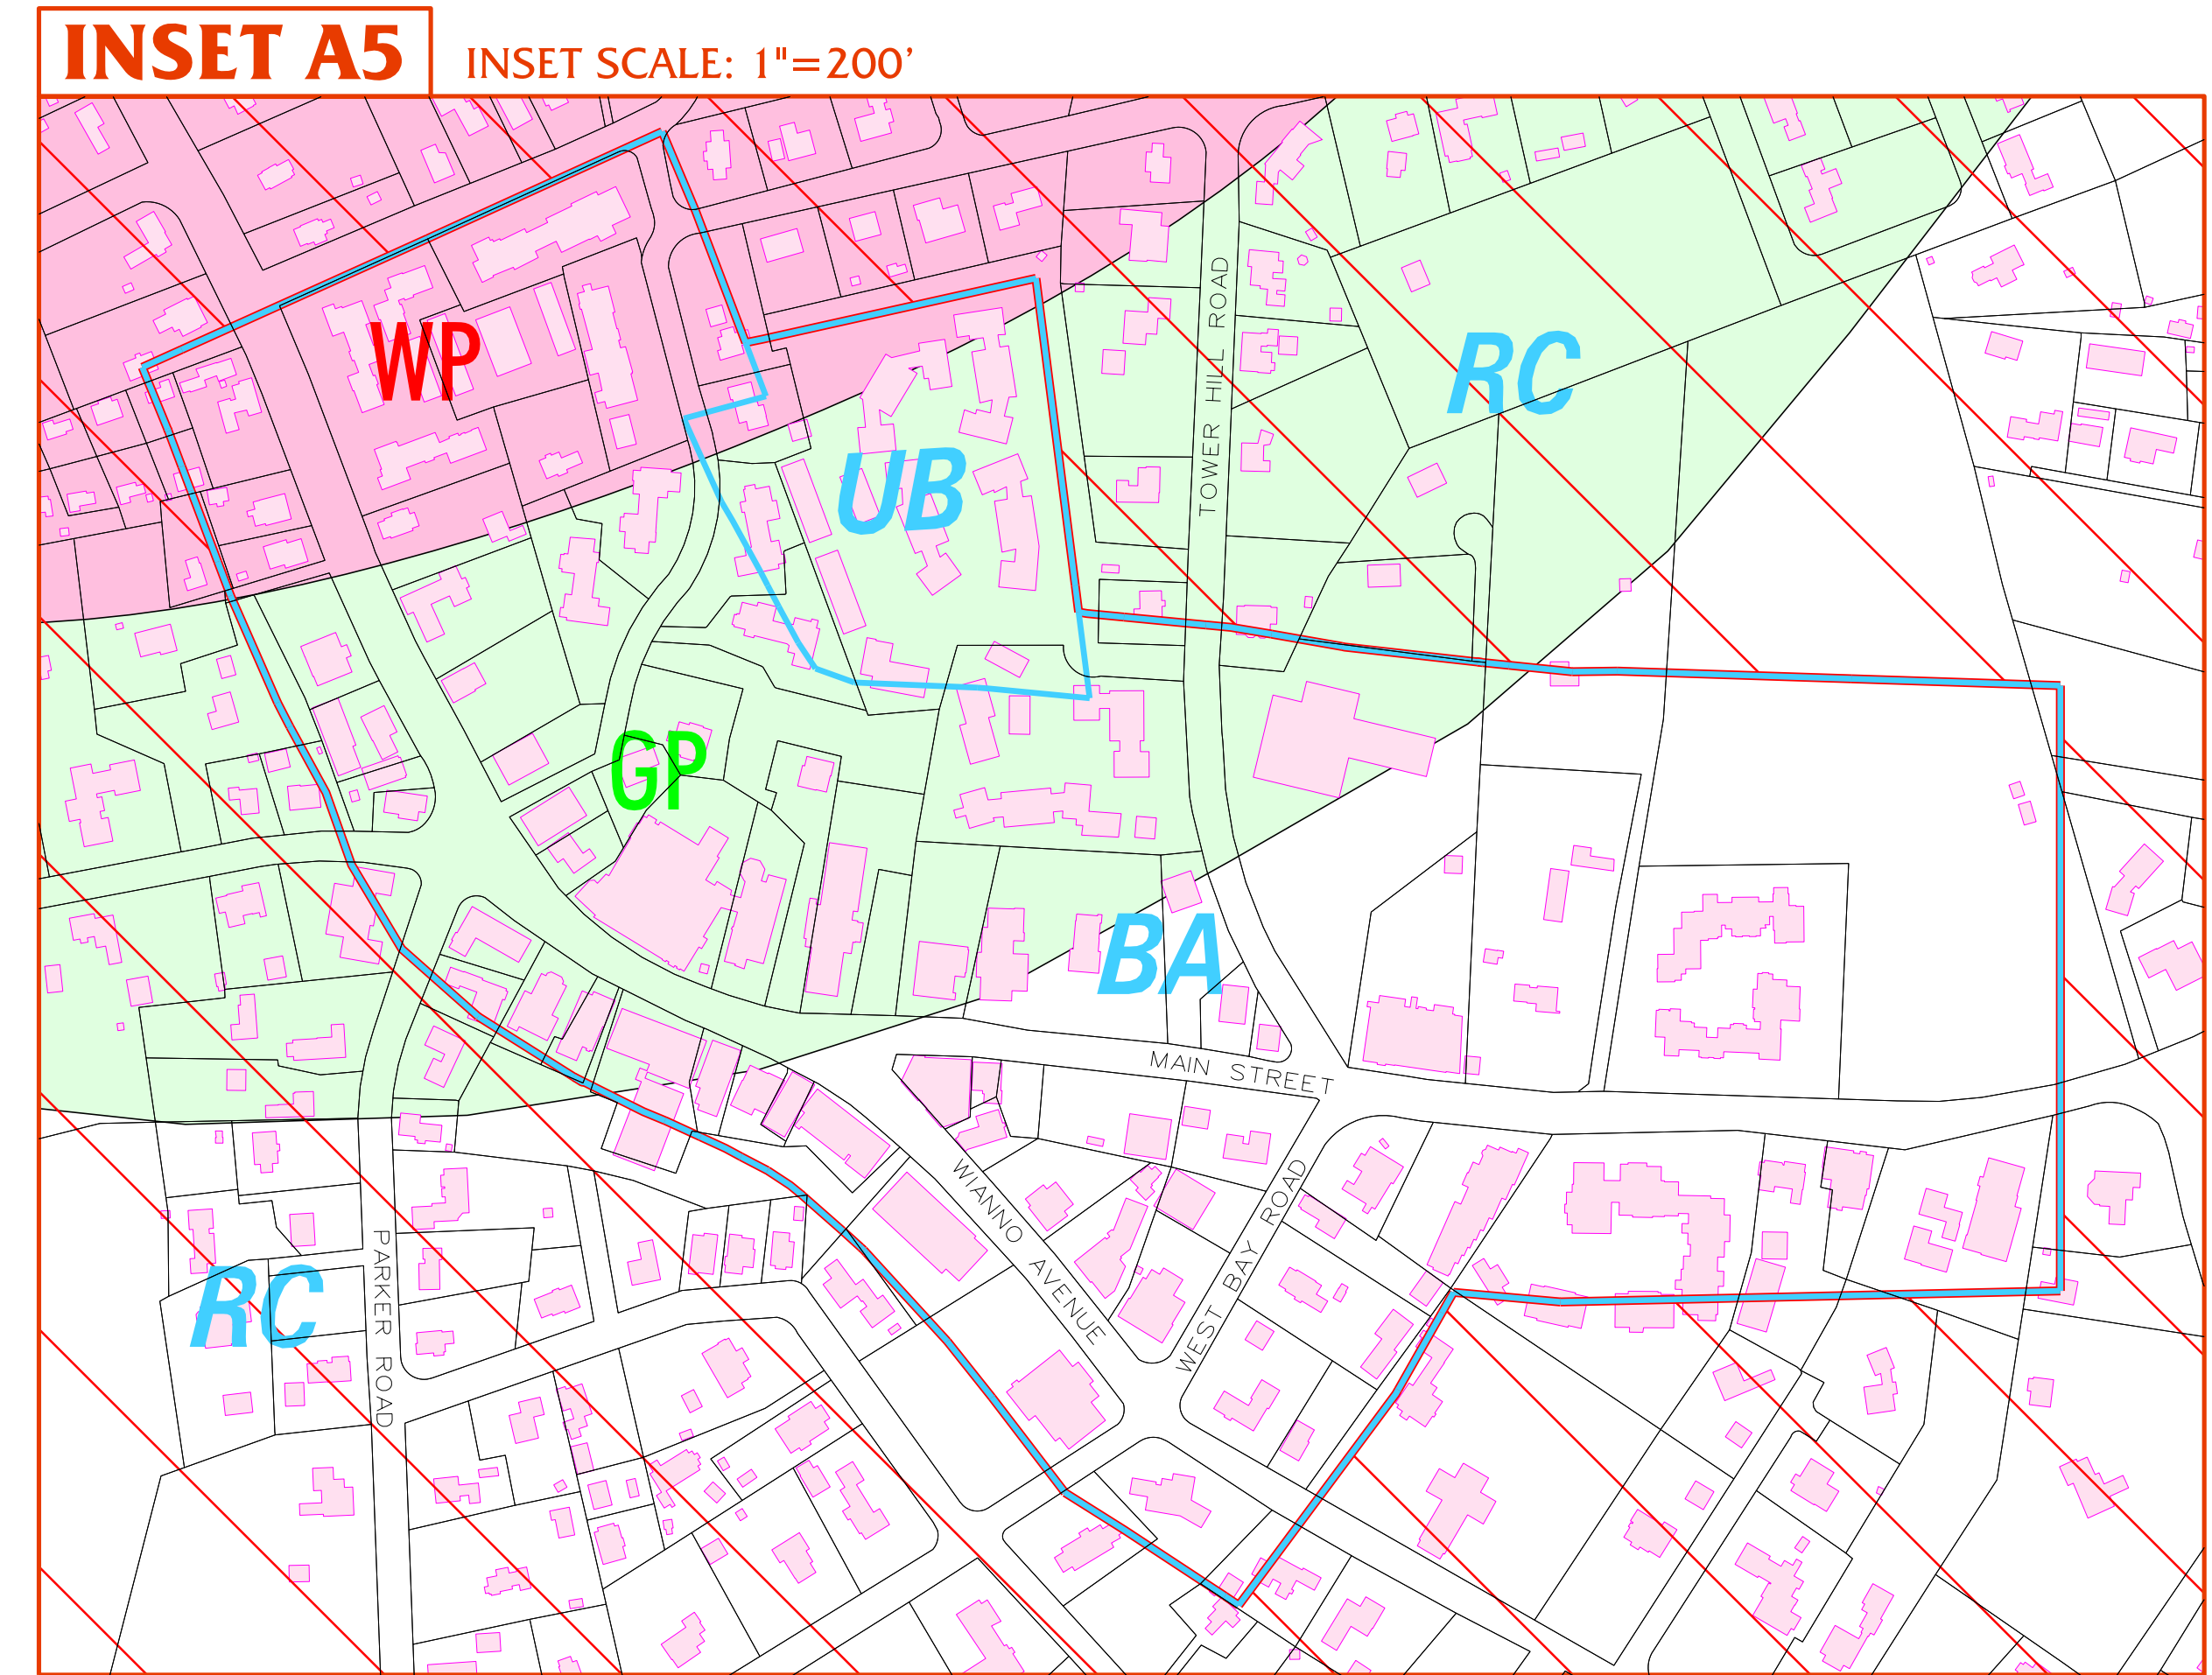 INSET A5
INSET SCALE: 1"=200'
WP
RC
TOWER HILL ROAD
UB
GP
BA
MAIN STREET
WIANNO AVENUE
WEST BAY ROAD
PARKER ROAD
RC